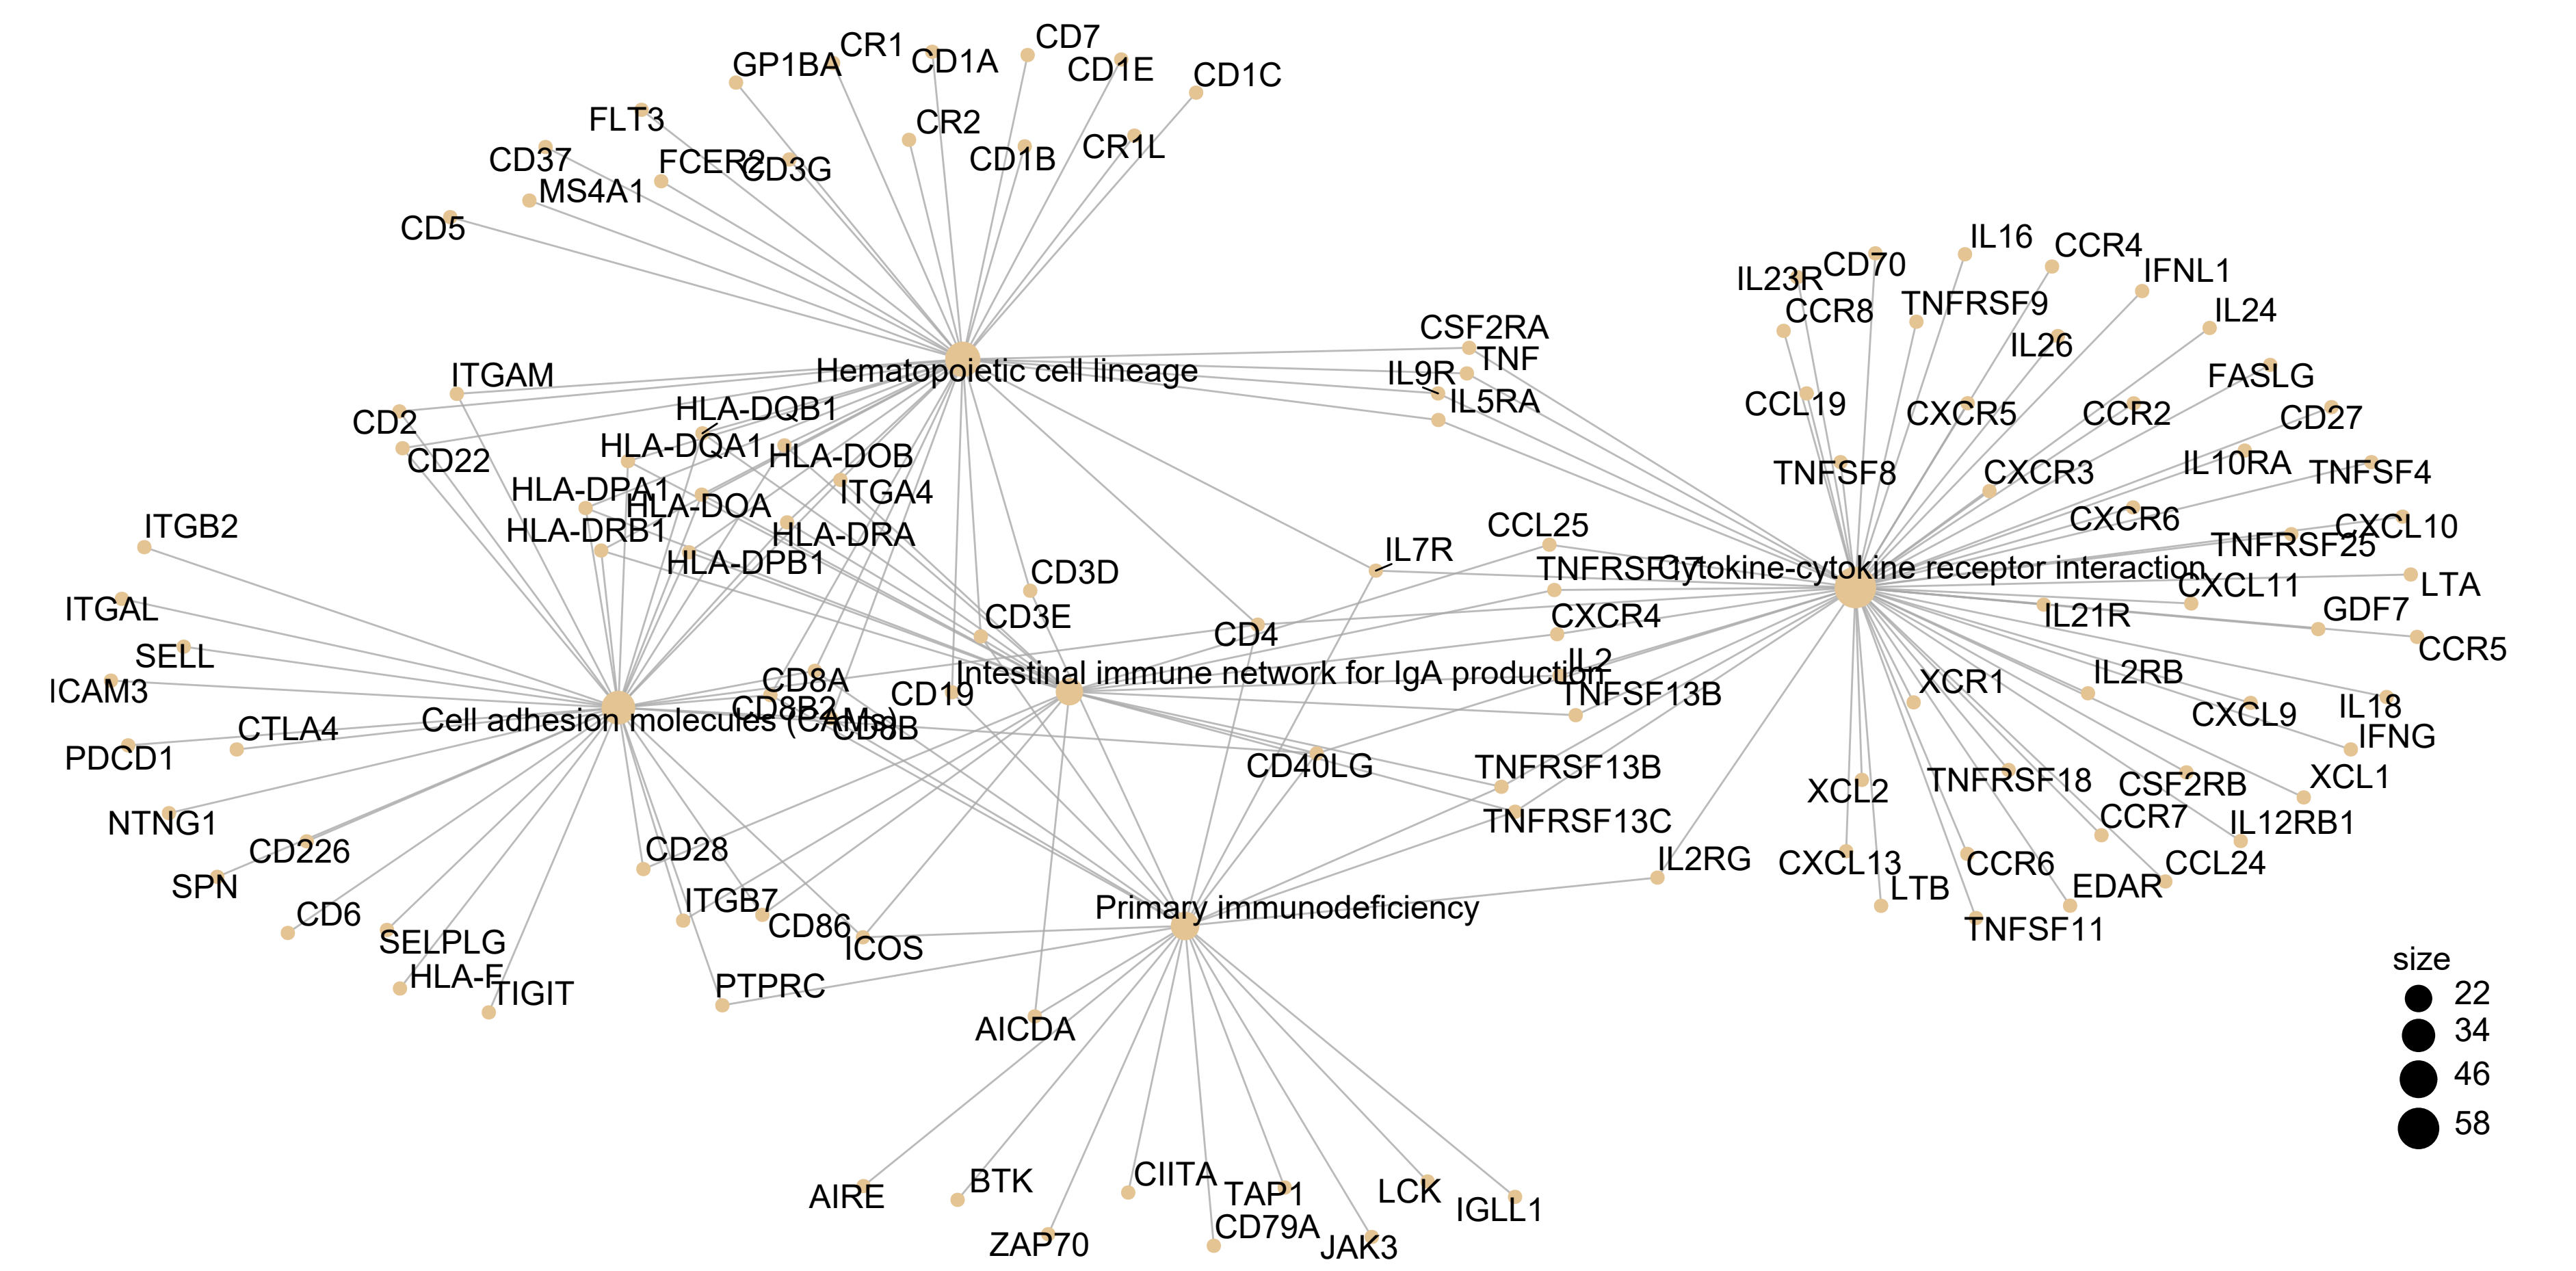 CD7
CR1
CD1A
GP1BA
CD1E
CD1C
FLT3
CR2
CD1B
CR1L
CD37
FCER2
CD3G
MS4A1
CD5
IL16
CCR4
IL23R
CD70
IFNL1
CCR8
TNFRSF9
IL24
IL26
CSF2RA
TNF
IL9R
IL5RA
FASLG
Hematopoietic cell lineage
ITGAM
CD2
CD22
HLA-DQB1
HLA-DQA1
HLA-DOB
HLA-DPA1
HLA-DOA
ITGA4
HLA-DRB1
HLA-DRA
HLA-DPB1
CCL19
CXCR5
CCR2
CD27
TNFSF8
CXCR3
IL10RA
TNFSF4
CXCR6
CXCL10
TNFRSF25
ITGB2
CCL25
IL7R
TNFRSF17
Cytokine-cytokine receptor interaction
CXCL11
LTA
CD3D
CD3E
CXCR4
IL21R
GDF7
CCR5
ITGAL
SELL
ICAM3
CD4
IL2
Intestinal immune network for IgA production
TNFSF13B
CD8A
CD8B2
CD19
CD8B
Cell adhesion molecules (CAMs)
XCR1
IL2RB
CXCL9
IL18
IFNG
CTLA4
PDCD1
CD40LG
TNFRSF13B
TNFRSF13C
XCL2
TNFRSF18
CSF2RB
XCL1
NTNG1
CD226
CCR7
IL12RB1
SPN
CD28
IL2RG
CXCL13
CCR6
CCL24
LTB
EDAR
TNFSF11
CD6
ITGB7
CD86
ICOS
Primary immunodeficiency
SELPLG
HLA-F
TIGIT
PTPRC
AICDA
size
22
34
46
58
AIRE
BTK
CIITA
TAP1
LCK
IGLL1
ZAP70
CD79A
JAK3